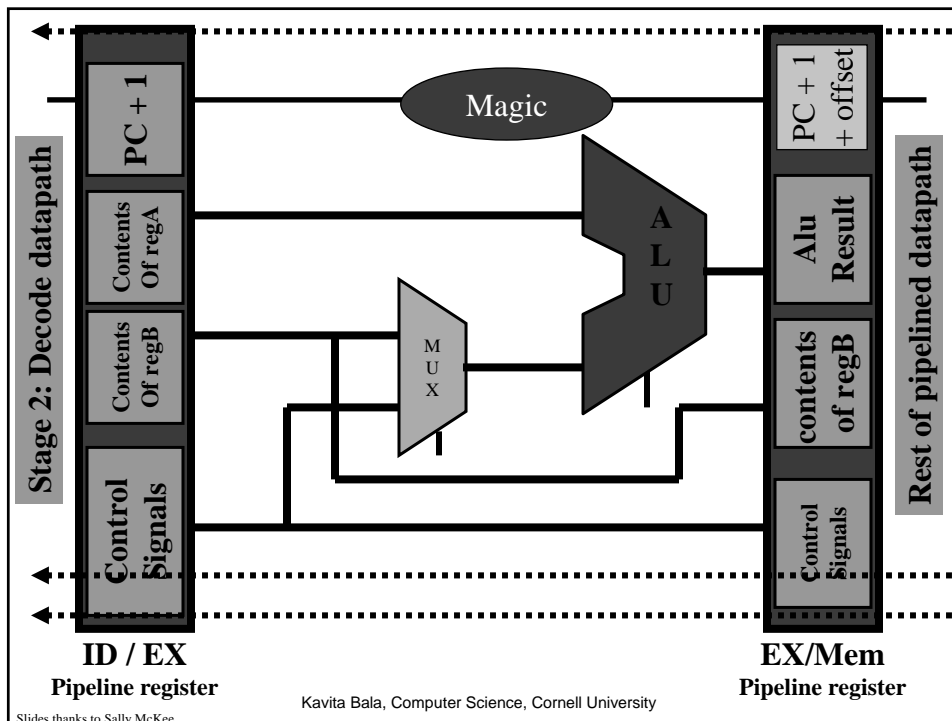 Stage 2: Decode datapath
PC + 1
Contents
Of regA
Contents
Of regB
Control
Signals
Magic
A
L
U
M
U
X
PC + 1
+ offset
Alu
Result
contents
of regB
Control
Signals
Rest of pipelined datapath
ID / EX
Pipeline register
EX/Mem
Pipeline register
Kavita Bala, Computer Science, Cornell University
Slides thanks to Sally McKee